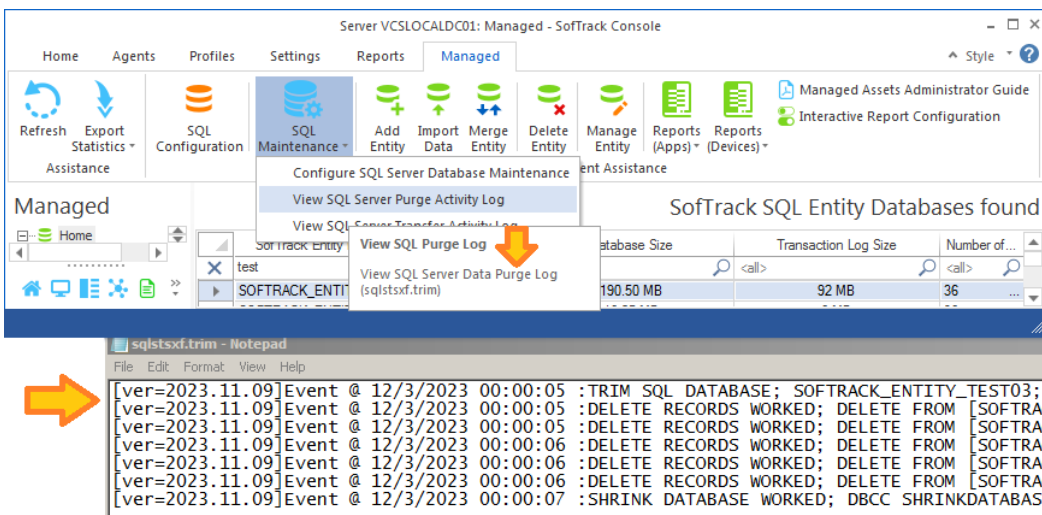 Server VCSLOCALDC01: Managed - SofTrack Console
Home Agents Profiles Settings Reports Managed Style
Refresh Export Statistics
SQL Configuration
SQL Maintenance
Add Entity
Import Data
Merge Entity
Delete Entity
Manage Entity
Reports (Apps)
Reports (Devices)
Managed Assets Administrator Guide
Interactive Report Configuration
Assistance
ent Assistance
Configure SQL Server Database Maintenance
View SQL Server Purge Activity Log
View SQL Server Transfer Activity Log
Managed
SofTrack SQL Entity Databases found
Home
SofTrack Entity
atabase Size
Transaction Log Size
Number of...
test
<all>
<all>
SOFTRACK_ENTIT
190.50 MB
92 MB
36
...
View SQL Purge Log
View SQL Server Data Purge Log
(sqlstsxf.trim)
sqlstsxf.trim - Notepad
File Edit Format View Help
[ver=2023.11.09]Event @ 12/3/2023 00:00:05 :TRIM SQL DATABASE; SOFTRACK_ENTITY_TEST03;
[ver=2023.11.09]Event @ 12/3/2023 00:00:05 :DELETE RECORDS WORKED; DELETE FROM [SOFTRA
[ver=2023.11.09]Event @ 12/3/2023 00:00:05 :DELETE RECORDS WORKED; DELETE FROM [SOFTRA
[ver=2023.11.09]Event @ 12/3/2023 00:00:06 :DELETE RECORDS WORKED; DELETE FROM [SOFTRA
[ver=2023.11.09]Event @ 12/3/2023 00:00:06 :DELETE RECORDS WORKED; DELETE FROM [SOFTRA
[ver=2023.11.09]Event @ 12/3/2023 00:00:06 :DELETE RECORDS WORKED; DELETE FROM [SOFTRA
[ver=2023.11.09]Event @ 12/3/2023 00:00:07 :SHRINK DATABASE WORKED; DBCC SHRINKDATABAS